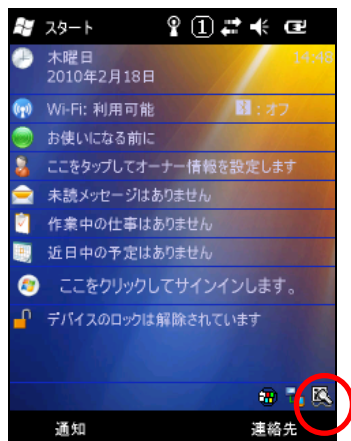 スタート 1
木曜日
2010年2月18日 14:48
Wi-Fi: 利用可能 : オフ
お使いになる前に
ここをタップしてオーナー情報を設定します
未読メッセージはありません
作業中の仕事はありません
近日中の予定はありません
ここをクリックしてサインインします。
デバイスのロックは解除されています
通知 連絡先